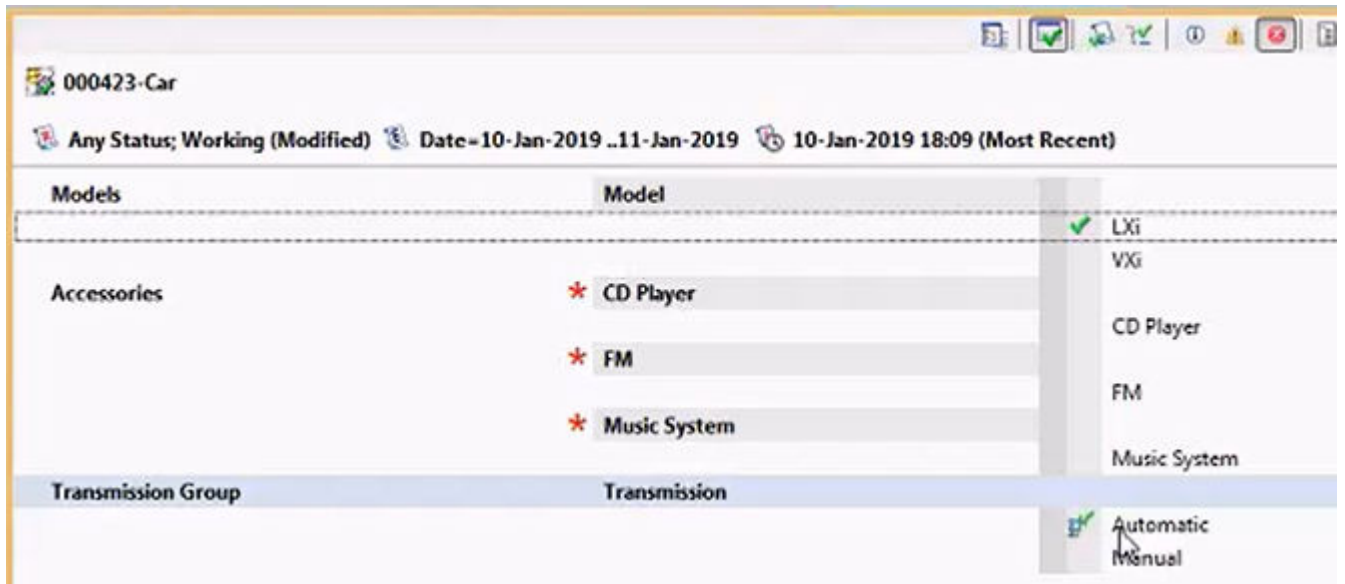 000423-Car
Any Status; Working (Modified) Date=10-Jan-2019 ..11-Jan-2019 10-Jan-2019 18:09 (Most Recent)
Models Model
LXi
VXi
Accessories * CD Player
CD Player
* FM
FM
* Music System
Music System
Transmission Group Transmission
Automatic
Manual